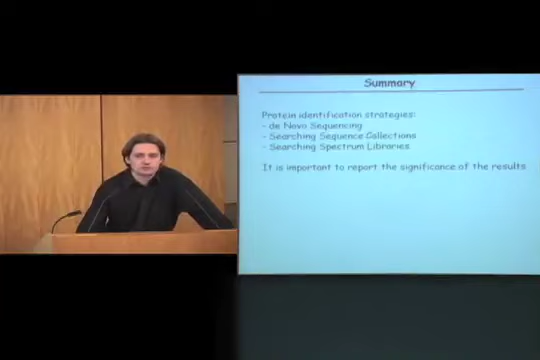 Summary
Protein identification strategies:
- de Novo Sequencing
- Searching Sequence Collections
- Searching Spectrum Libraries
It is important to report the significance of the results